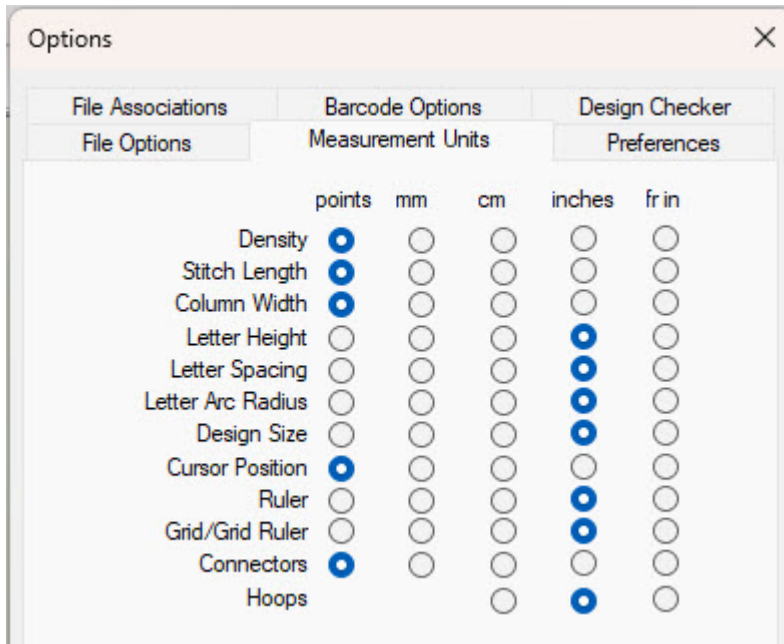 Options
File Associations Barcode Options Design Checker
File Options Measurement Units Preferences
points mm cm inches fr in
Density
Stitch Length
Column Width
Letter Height
Letter Spacing
Letter Arc Radius
Design Size
Cursor Position
Ruler
Grid/Grid Ruler
Connectors
Hoops